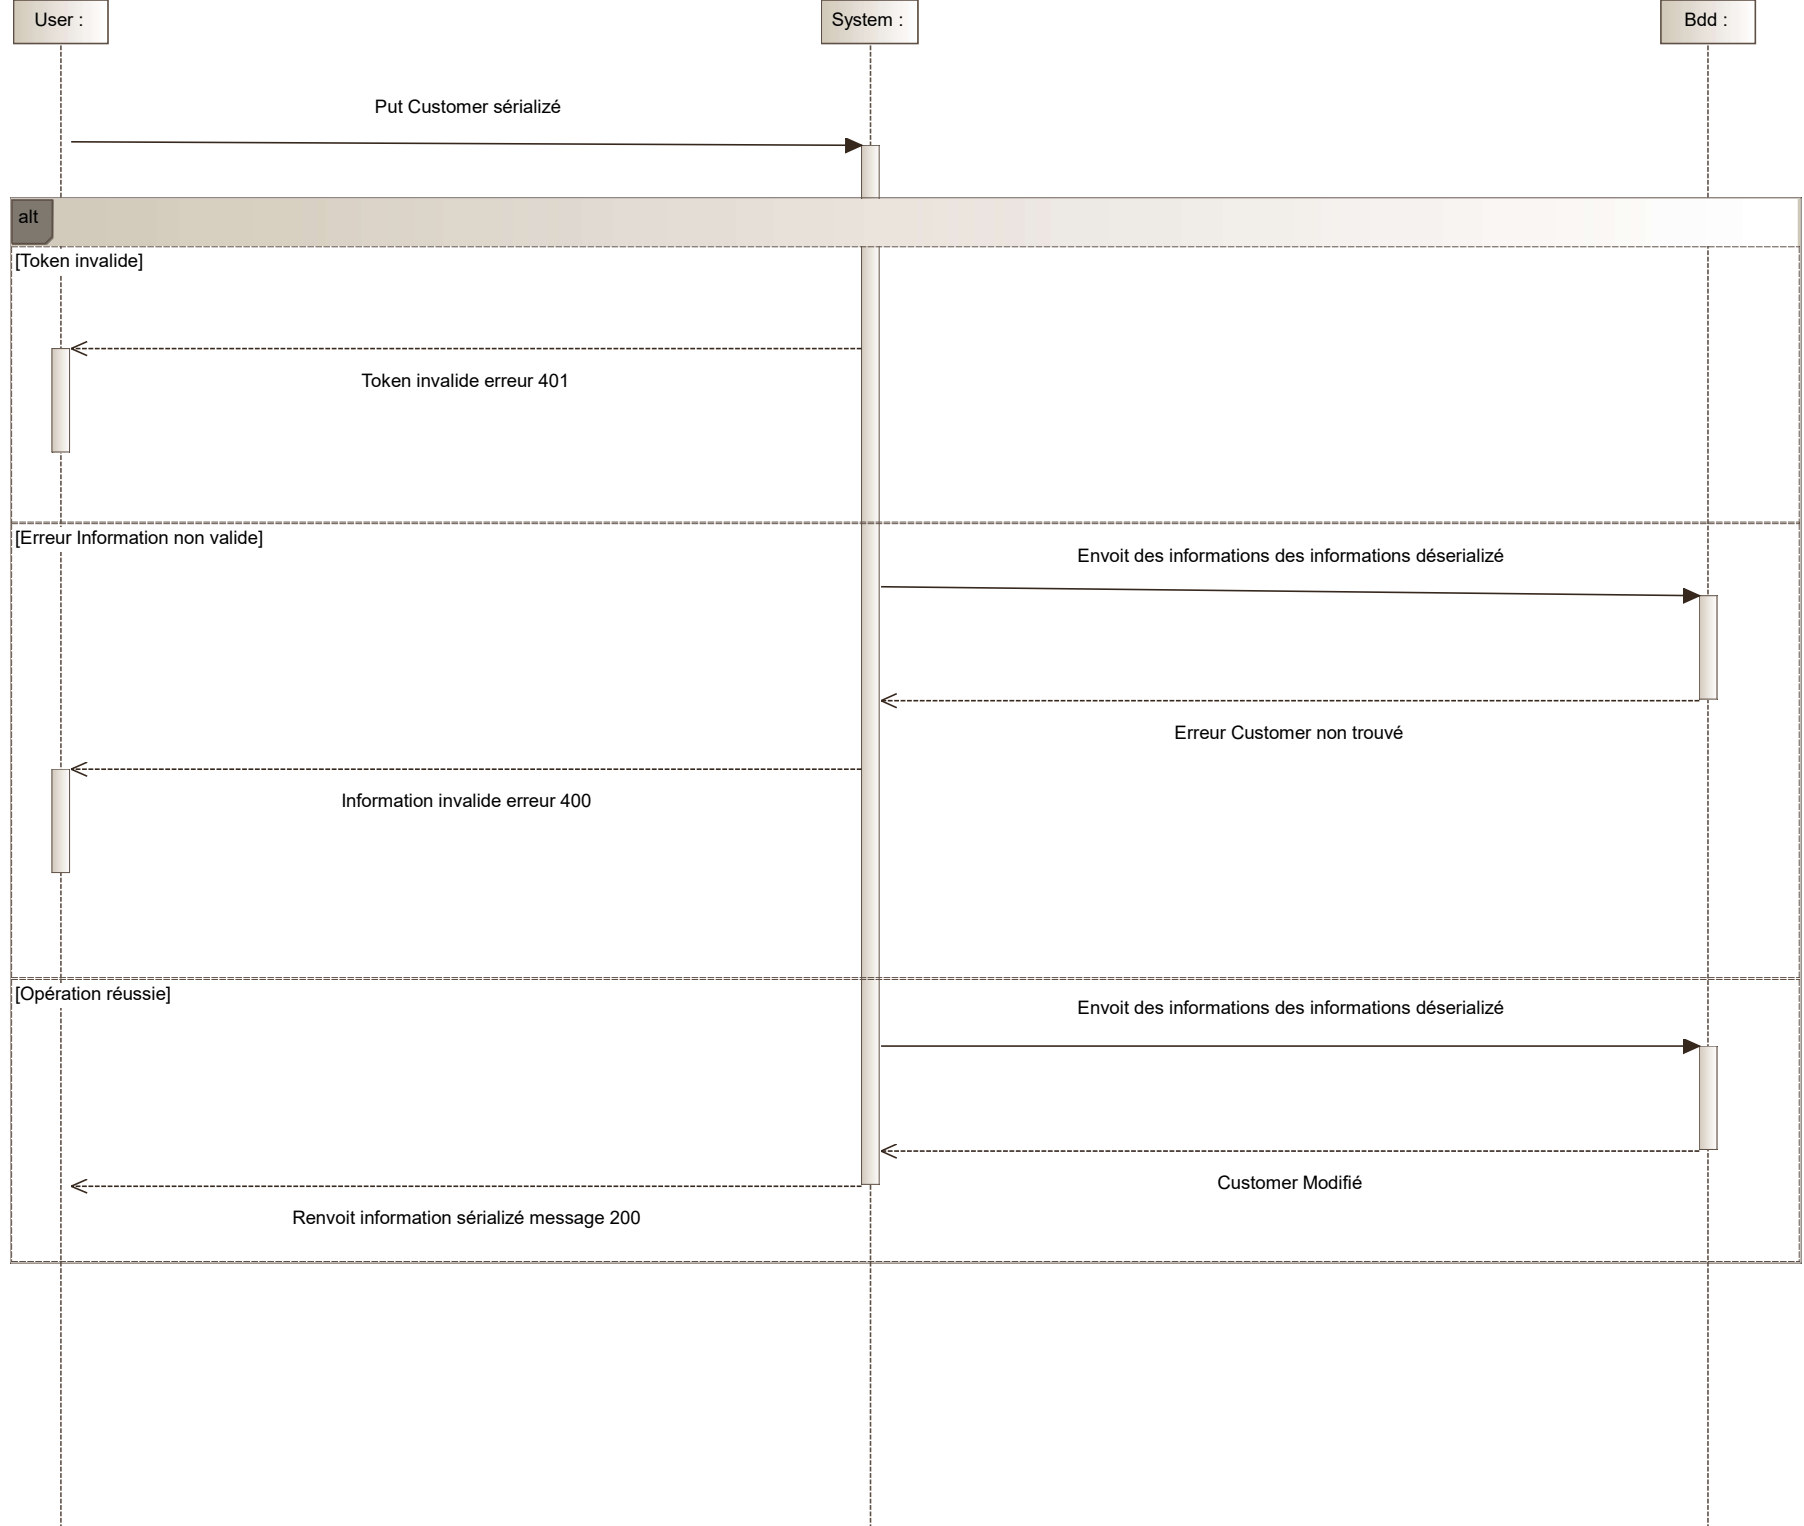 User :
System :
Bdd :
Put Customer sérializé
alt
[Token invalide]
Token invalide erreur 401
[Erreur Information non valide]
Envoit des informations des informations déserializé
Erreur Customer non trouvé
Information invalide erreur 400
[Opération réussie]
Envoit des informations des informations déserializé
Customer Modifié
Renvoit information sérializé message 200